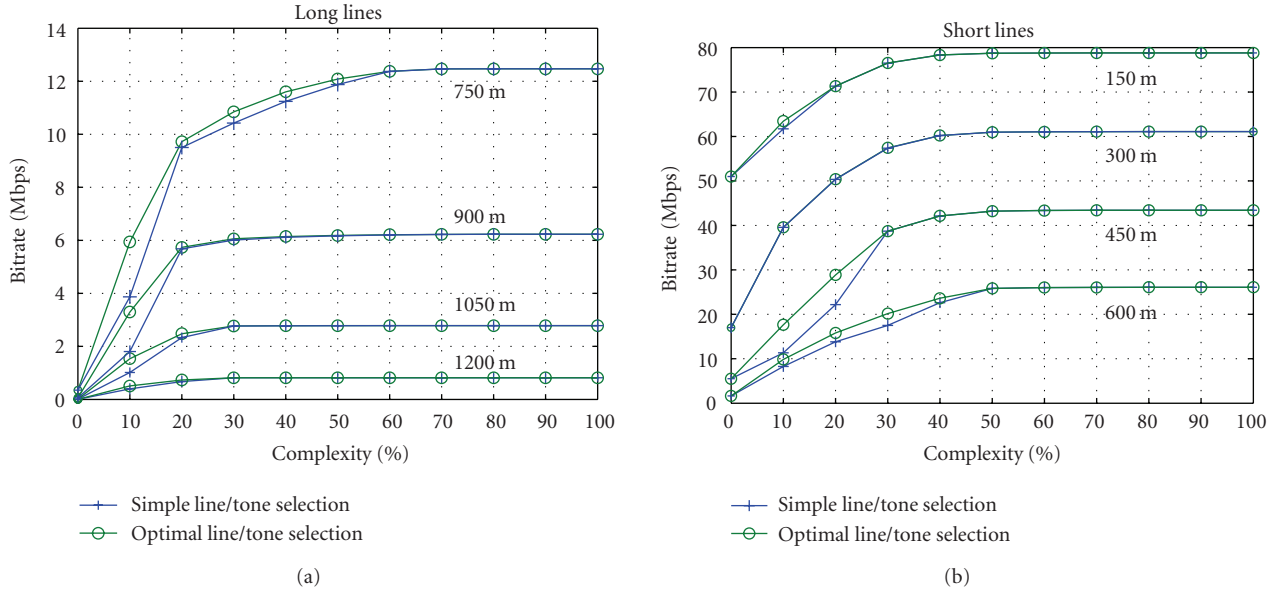 Long lines
14
12
10
8
6
4
2
0
Bitrate (Mbps)
750 m
900 m
1050 m
1200 m
0 10 20 30 40 50 60 70 80 90 100
Complexity (%)
Simple line/tone selection
Optimal line/tone selection
(a)
Short lines
80
70
60
50
40
30
20
10
0
Bitrate (Mbps)
150 m
300 m
450 m
600 m
0 10 20 30 40 50 60 70 80 90 100
Complexity (%)
Simple line/tone selection
Optimal line/tone selection
(b)